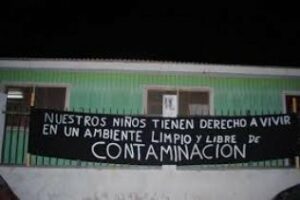 NUESTROS NIÑOS TIENEN DERECHO A VIVIR
EN UN AMBIENTE LIMPIO Y LIBRE DE
CONTAMINACION